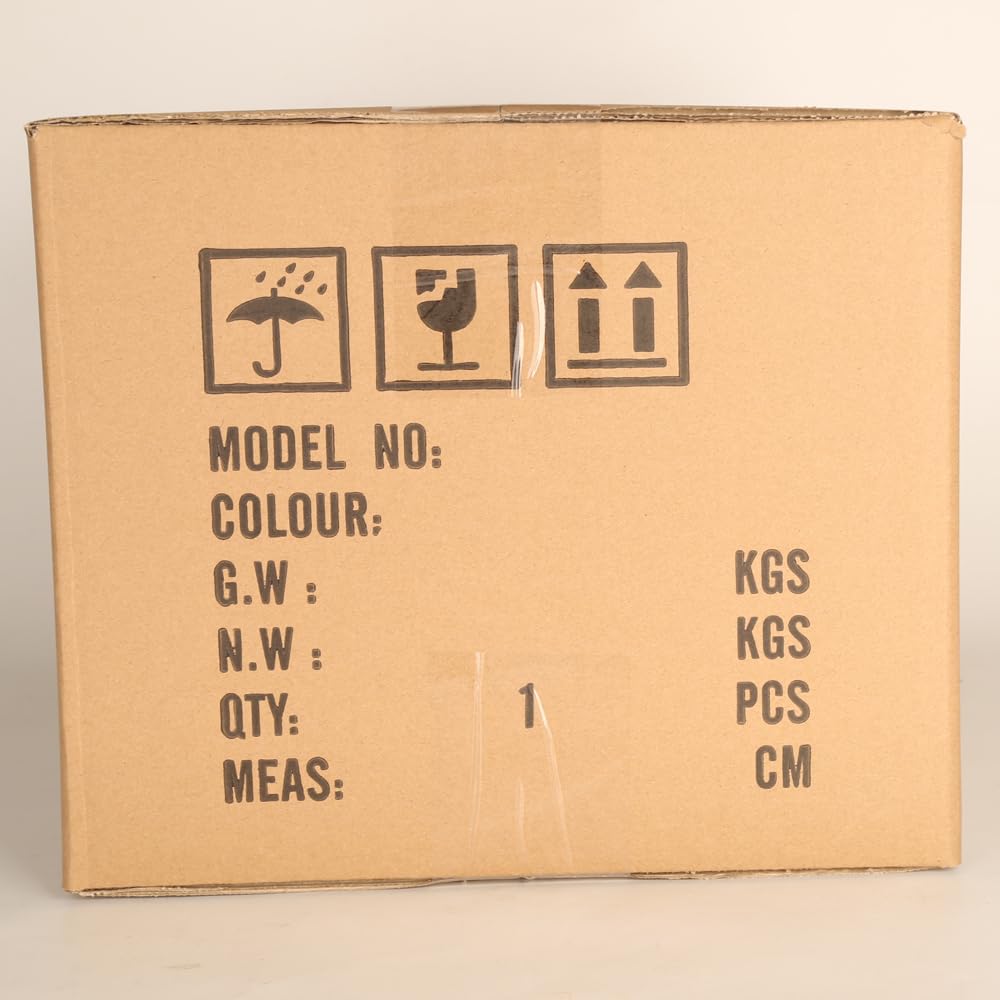 MODEL NO:
COLOUR:
G.W : KGS
N.W : KGS
QTY: 1 PCS
MEAS: CM